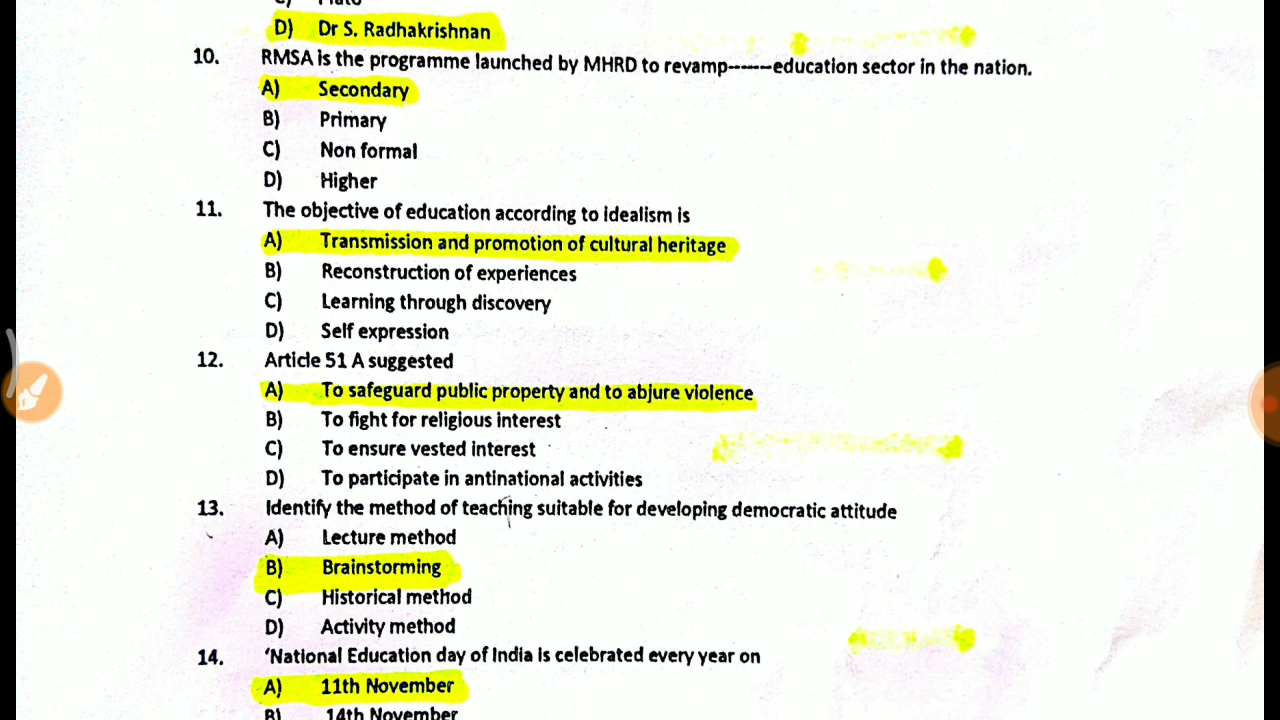 C) Plato
D) Dr S. Radhakrishnan
10. RMSA is the programme launched by MHRD to revamp------education sector in the nation.
A) Secondary
B) Primary
C) Non formal
D) Higher
11. The objective of education according to idealism is
A) Transmission and promotion of cultural heritage
B) Reconstruction of experiences
C) Learning through discovery
D) Self expression
12. Article 51 A suggested
A) To safeguard public property and to abjure violence
B) To fight for religious interest
C) To ensure vested interest
D) To participate in antinational activities
13. Identify the method of teaching suitable for developing democratic attitude
A) Lecture method
B) Brainstorming
C) Historical method
D) Activity method
14. 'National Education day of India is celebrated every year on
A) 11th November
B) 14th November